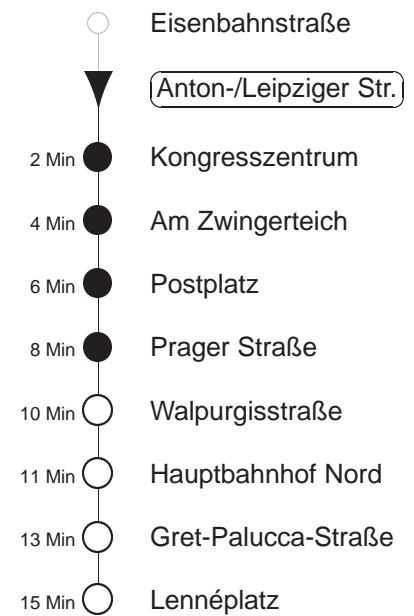 Eisenbahnstraße
Anton-/Leipziger Str.
2 Min Kongresszentrum
4 Min Am Zwingerteich
6 Min Postplatz
8 Min Prager Straße
10 Min Walpurgisstraße
11 Min Hauptbahnhof Nord
13 Min Gret-Palucca-Straße
15 Min Lennéplatz